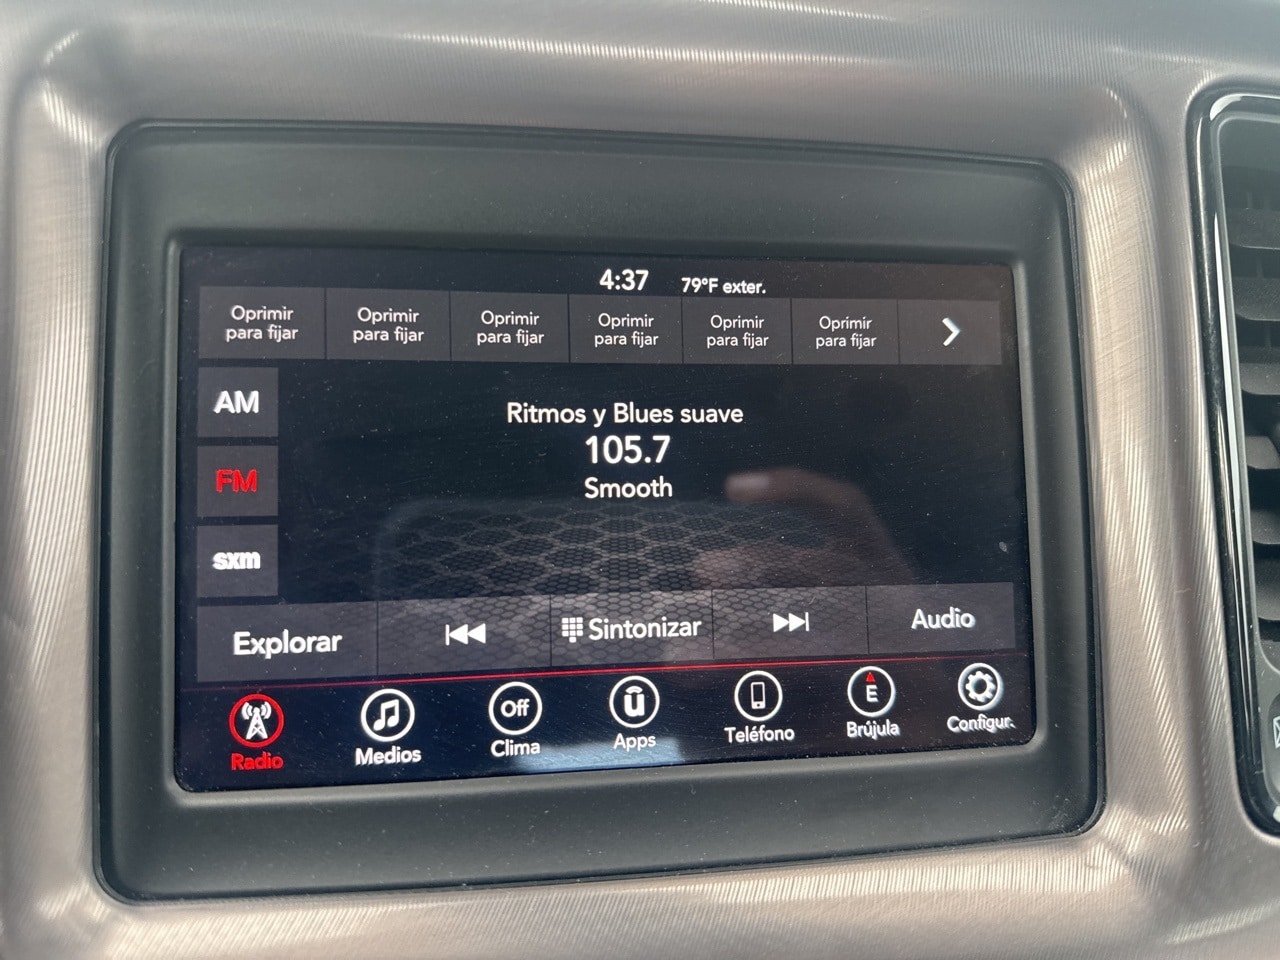 4:37 79°F exter.
Oprimir
para fijar
Oprimir
para fijar
Oprimir
para fijar
Oprimir
para fijar
Oprimir
para fijar
Oprimir
para fijar
AM
FM
sxm
Ritmos y Blues suave
105.7
Smooth
Explorar
Sintonizar
Audio
Off
E
Radio
Medios
Clima
Apps
Teléfono
Brújula
Configur.